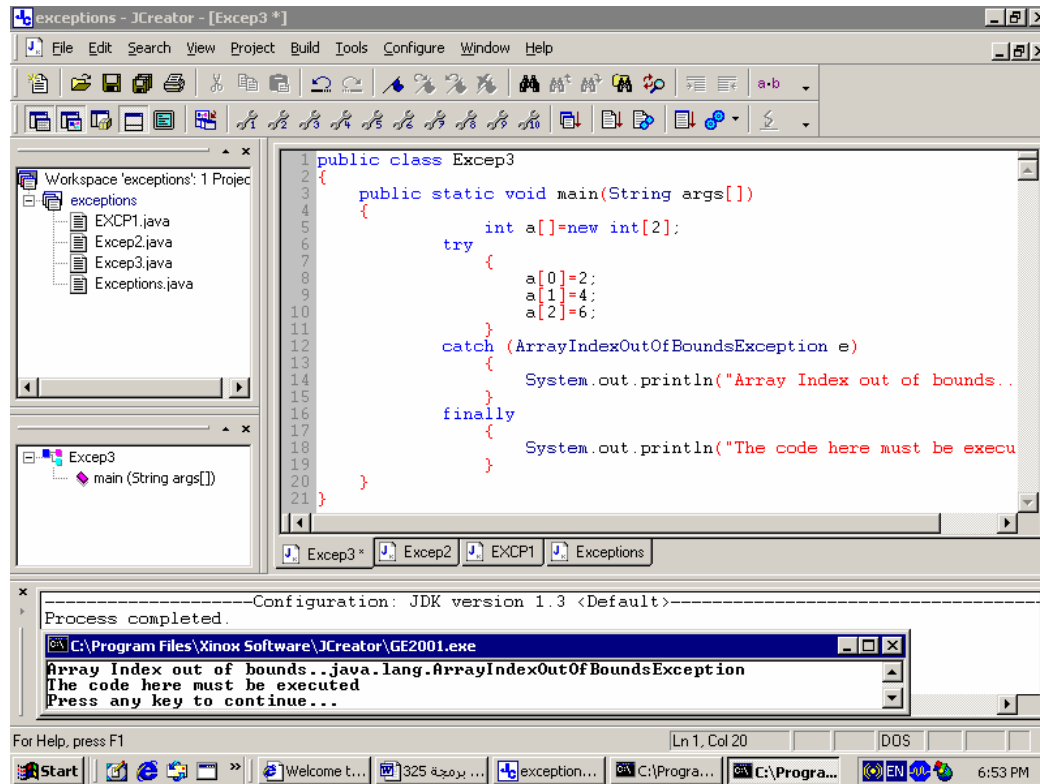 exceptions - JCreator - [Excep3 *]
File Edit Search View Project Build Tools Configure Window Help
a•b
Workspace 'exceptions': 1 Projec
exceptions
EXCP1.java
Excep2.java
Excep3.java
Exceptions.java
Excep3
main (String args[])
1 public class Excep3
2 {
3 public static void main(String args[])
4 {
5 int a[]=new int[2];
6 try
7 {
8 a[0]=2;
9 a[1]=4;
10 a[2]=6;
11 }
12 catch (ArrayIndexOutOfBoundsException e)
13 {
14 System.out.println("Array Index out of bounds..
15 }
16 finally
17 {
18 System.out.println("The code here must be execu
19 }
20 }
21 }
Excep3 * Excep2 EXCP1 Exceptions
--------------------Configuration: JDK version 1.3 <Default>------------------------------------
Process completed.
C:\Program Files\Xinox Software\JCreator\GE2001.exe
Array Index out of bounds..java.lang.ArrayIndexOutOfBoundsException
The code here must be executed
Press any key to continue...
For Help, press F1 Ln 1, Col 20 DOS
Start » Welcome t... برمجة 325 ... exception... C:\Progra... C:\Progra... EN 6:53 PM